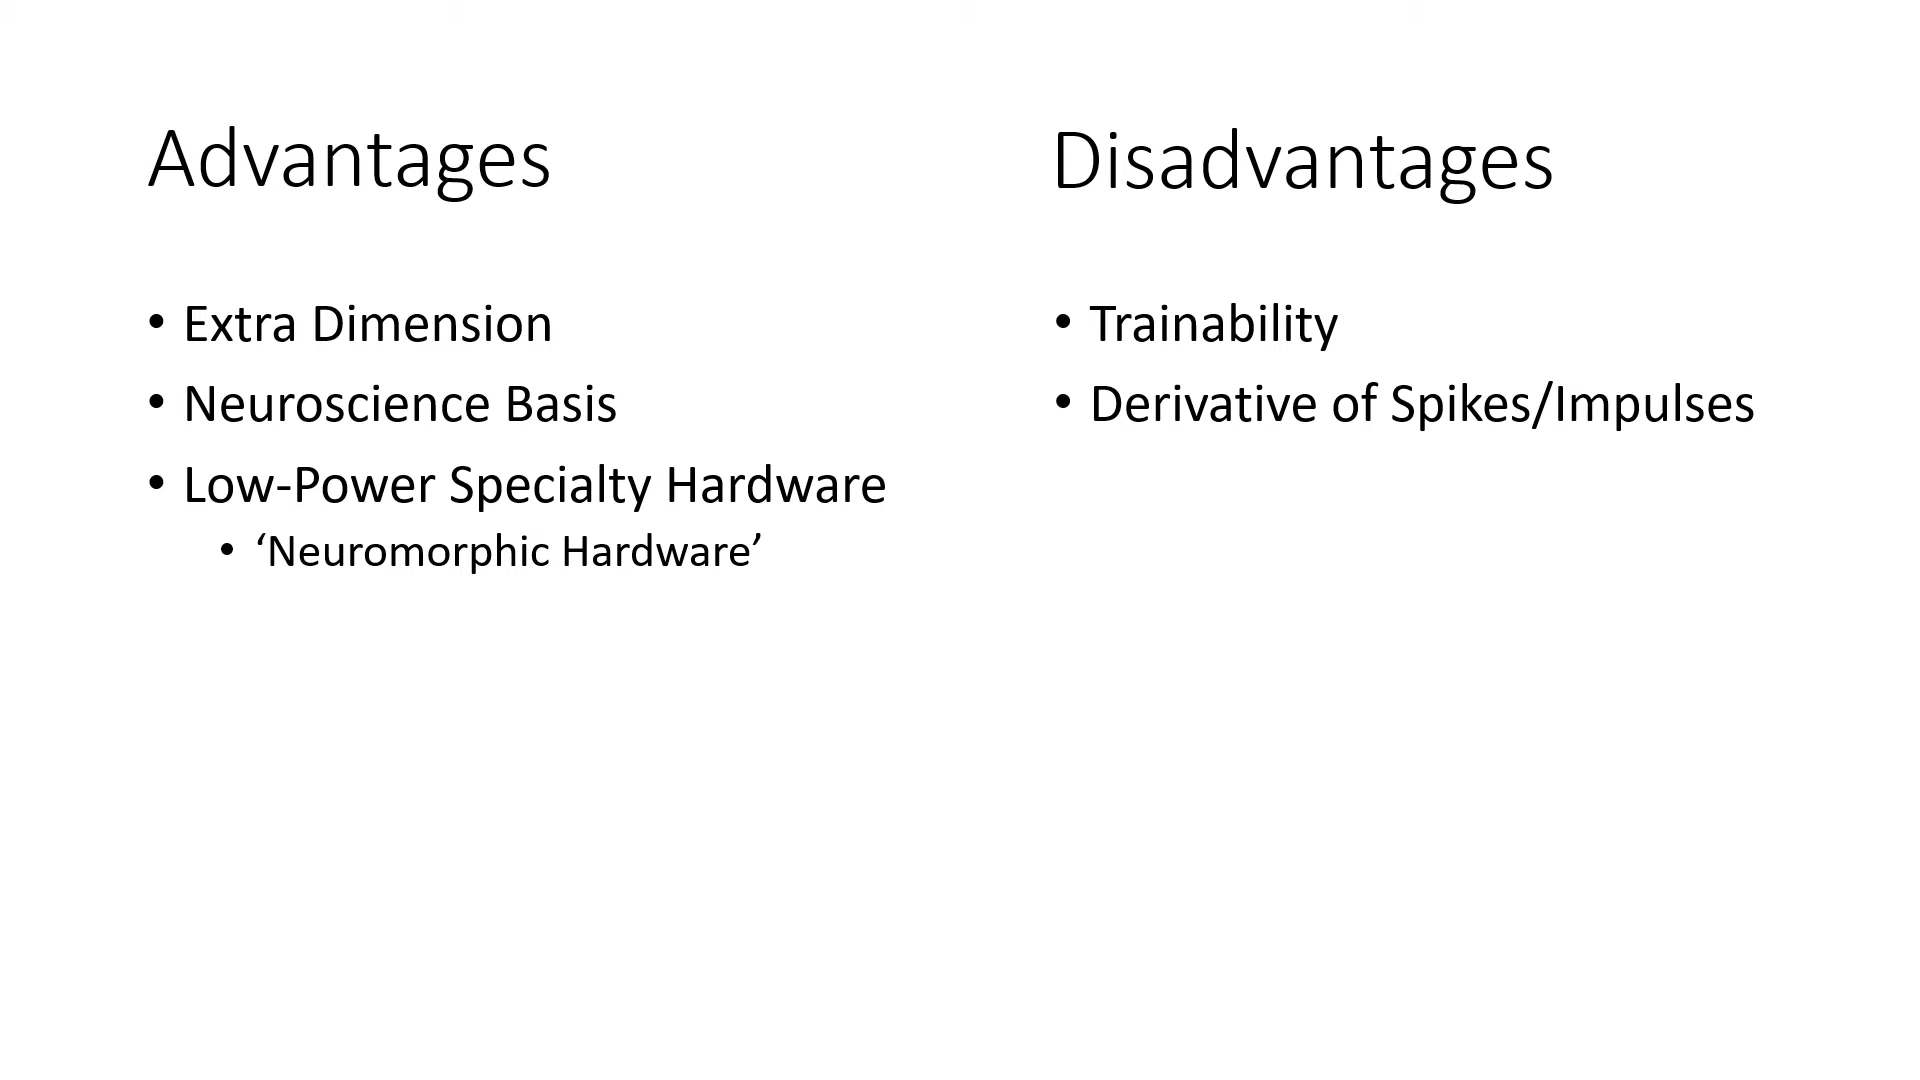 Advantages
• Extra Dimension
• Neuroscience Basis
• Low-Power Specialty Hardware
• ‘Neuromorphic Hardware’
Disadvantages
• Trainability
• Derivative of Spikes/Impulses